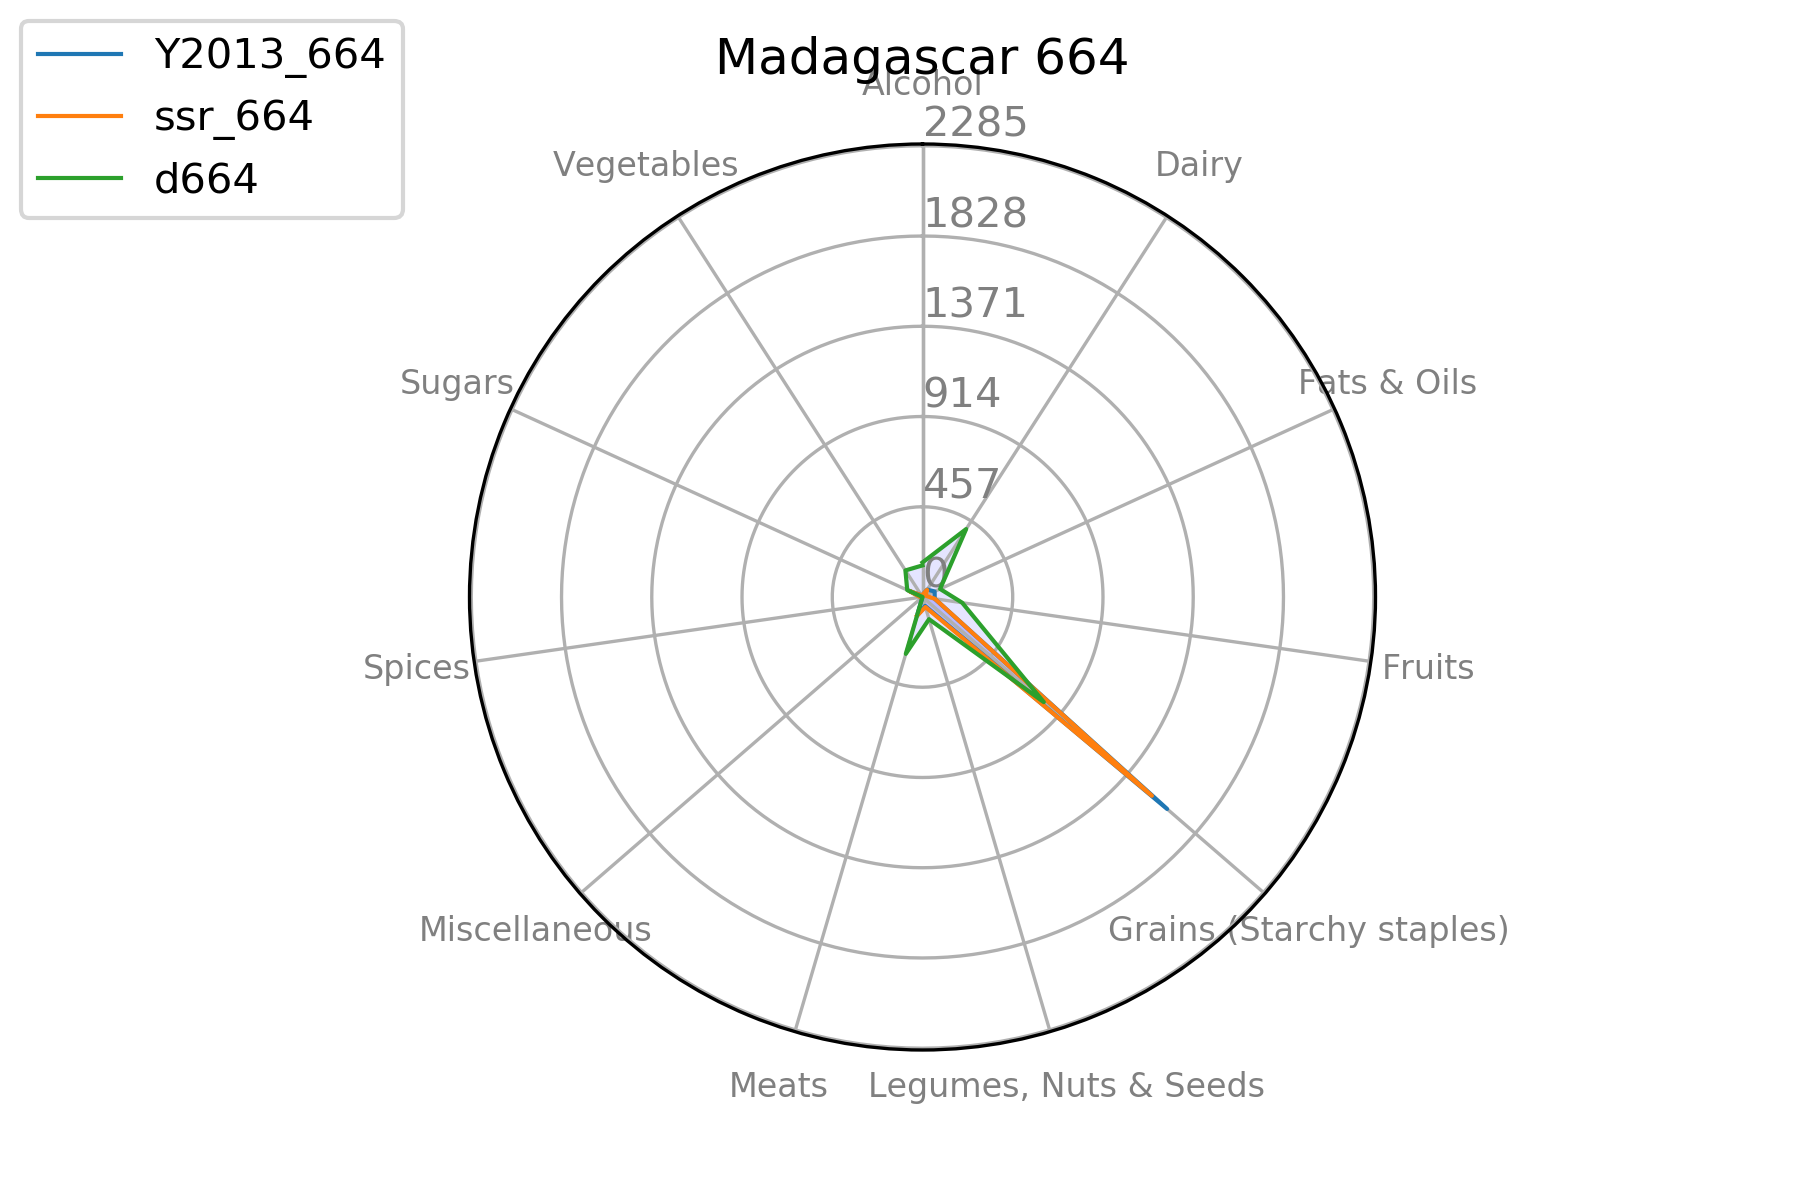 Y2013_664
ssr_664
d664
Madagascar 664
Alcohol
2285
Vegetables
Dairy
1828
1371
Sugars
Fats & Oils
914
457
0
Spices
Fruits
Miscellaneous
Grains (Starchy staples)
Meats
Legumes, Nuts & Seeds